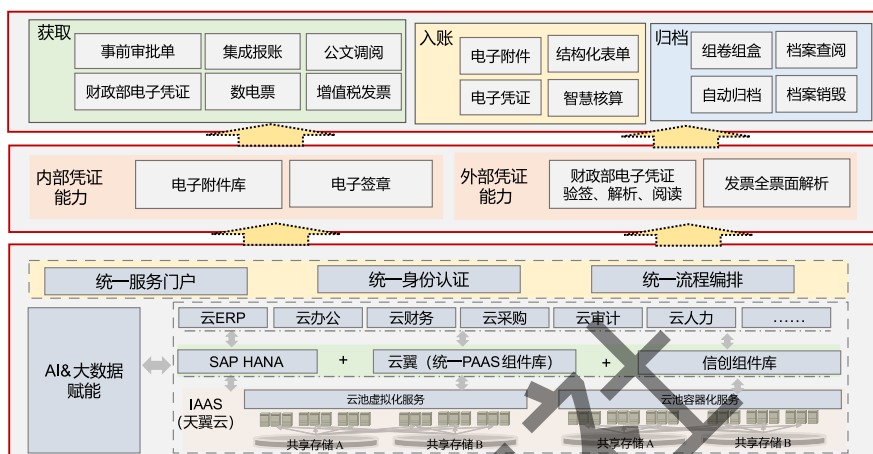 获取
事前审批单
集成报账
公文调阅
财政部电子凭证
数电票
增值税发票
入账
电子附件
结构化表单
电子凭证
智慧核算
归档
组卷组盒
档案查阅
自动归档
档案销毁
内部凭证
能力
电子附件库
电子签章
外部凭证
能力
财政部电子凭证
验签、解析、阅读
发票全票面解析
统一服务门户
统一身份认证
统一流程编排
AI&大数据
赋能
云ERP
云办公
云财务
云采购
云审计
云人力
……
SAP HANA
+
云翼（统一PAAS组件库）
+
信创组件库
IAAS
(天翼云)
云池虚拟化服务
云池容器化服务
共享存储A
共享存储B
共享存储A
共享存储B
社